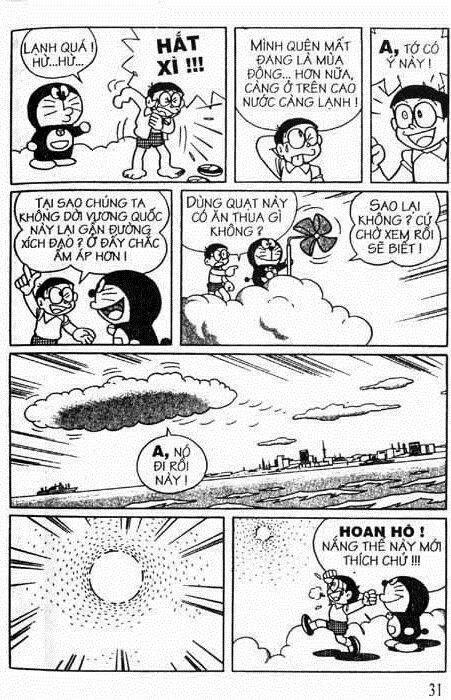 LẠNH QUÁ !
HỪ...HỪ...
HẮT
XÌ !!!
MÌNH QUÊN MẤT
ĐANG LÀ MÙA
ĐÔNG... HƠN NỮA,
CÀNG Ở TRÊN CAO
NƯỚC CÀNG LẠNH !
A, TỚ CÓ
Ý NÀY !
TẠI SAO CHÚNG TA
KHÔNG DỜI VƯƠNG QUỐC
NÀY LẠI GẦN ĐƯỜNG
XÍCH ĐẠO ? Ở ĐẤY CHẮC
ẤM ÁP HƠN !
DÙNG QUẠT NÀY
CÓ ĂN THUA GÌ
KHÔNG ?
SAO LẠI
KHÔNG ? CỨ
CHỜ XEM RỒI
SẼ BIẾT !
A, NÓ
ĐI RỒI
NÀY !
HOAN HÔ !
NẮNG THẾ NÀY MỚI
THÍCH CHỨ !!!
31